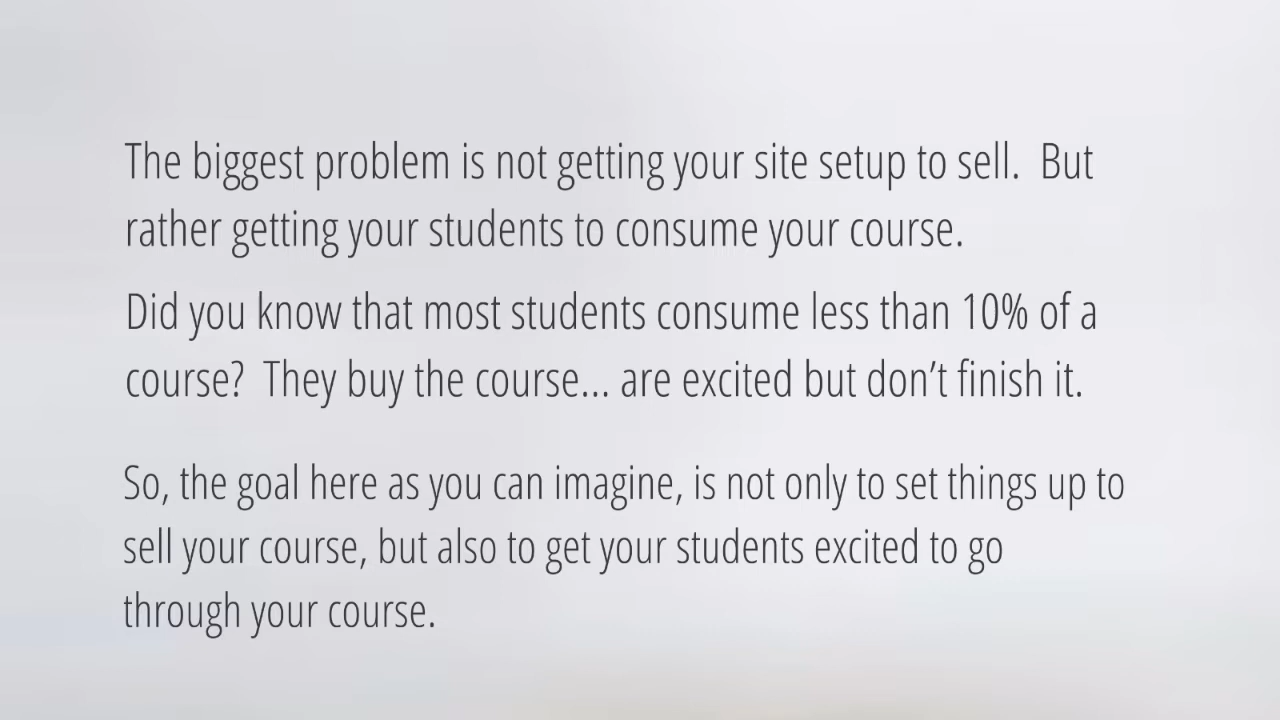 The biggest problem is not getting your site setup to sell.  But
rather getting your students to consume your course.
Did you know that most students consume less than 10% of a
course?  They buy the course... are excited but don’t finish it.
So, the goal here as you can imagine, is not only to set things up to
sell your course, but also to get your students excited to go
through your course.